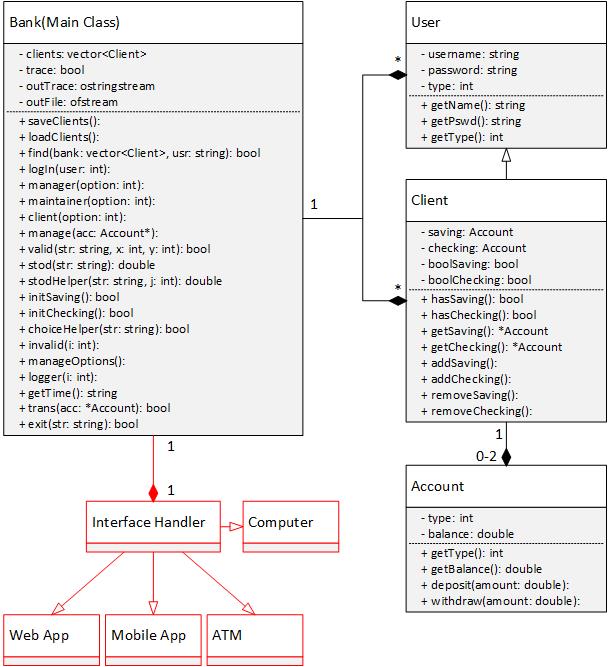 Bank(Main Class)
- clients: vector<Client>
- trace: bool
- outTrace: ostringstream
- outFile: ofstream
+ saveClients():
+ loadClients():
+ find(bank: vector<Client>, usr: string): bool
+ logIn(user: int):
+ manager(option: int):
+ maintainer(option: int):
+ client(option: int):
+ manage(acc: Account*):
+ valid(str: string, x: int, y: int): bool
+ stod(str: string): double
+ stodHelper(str: string, j: int): double
+ initSaving(): bool
+ initChecking(): bool
+ choiceHelper(str: string): bool
+ invalid(i: int):
+ manageOptions():
+ logger(i: int):
+ getTime(): string
+ trans(acc: *Account): bool
+ exit(str: string): bool
1
*
*
User
- username: string
- password: string
- type: int
+ getName(): string
+ getPswd(): string
+ getType(): int
Client
- saving: Account
- checking: Account
- boolSaving: bool
- boolChecking: bool
+ hasSaving(): bool
+ hasChecking(): bool
+ getSaving(): *Account
+ getChecking(): *Account
+ addSaving():
+ addChecking():
+ removeSaving():
+ removeChecking():
1
0-2
Account
- type: int
- balance: double
+ getType(): int
+ getBalance(): double
+ deposit(amount: double):
+ withdraw(amount: double):
1
1
Interface Handler
Computer
Web App
Mobile App
ATM